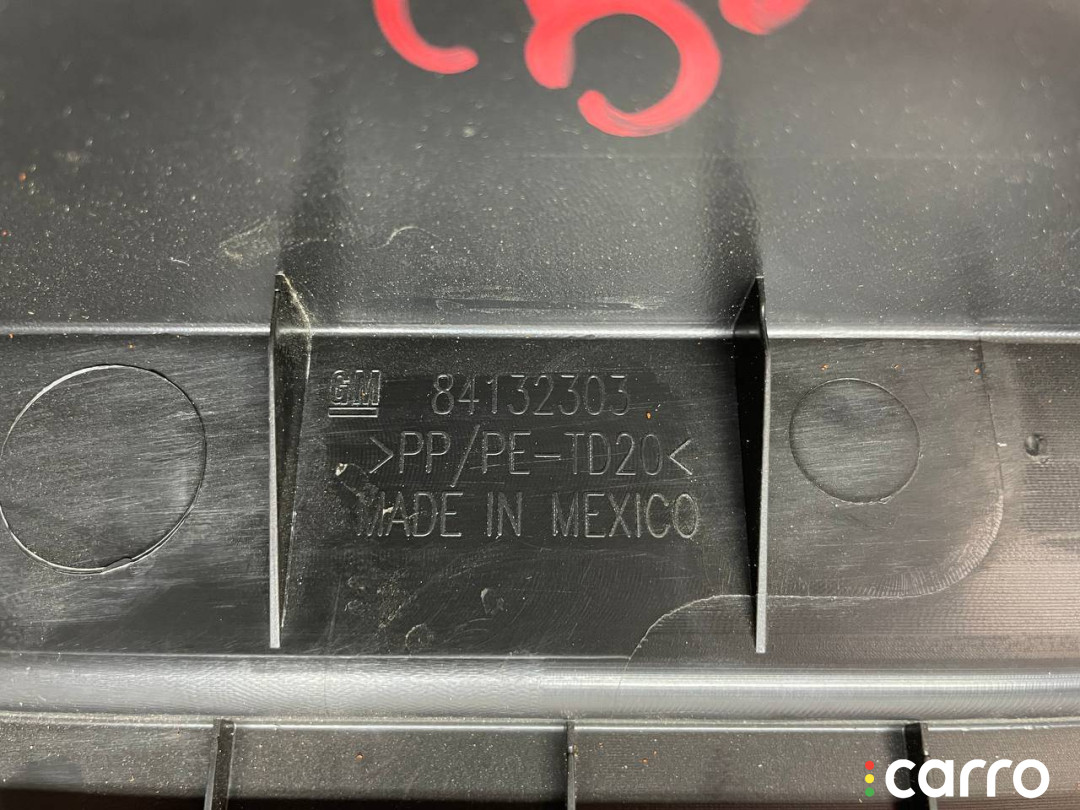 GM 84132303
>PP/PE-TD20<
MADE IN MEXICO
carro